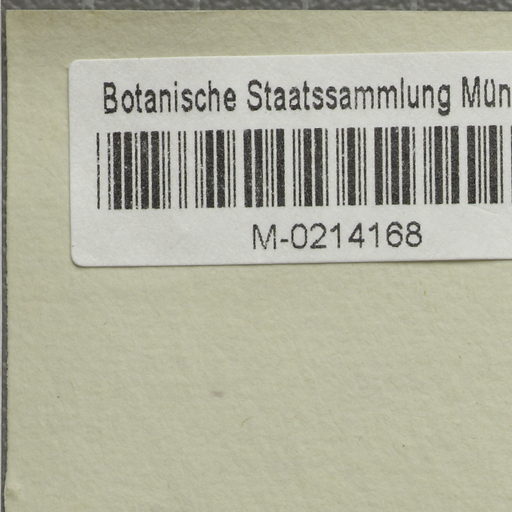 Botanische Staatssammlung Mün
M-0214168